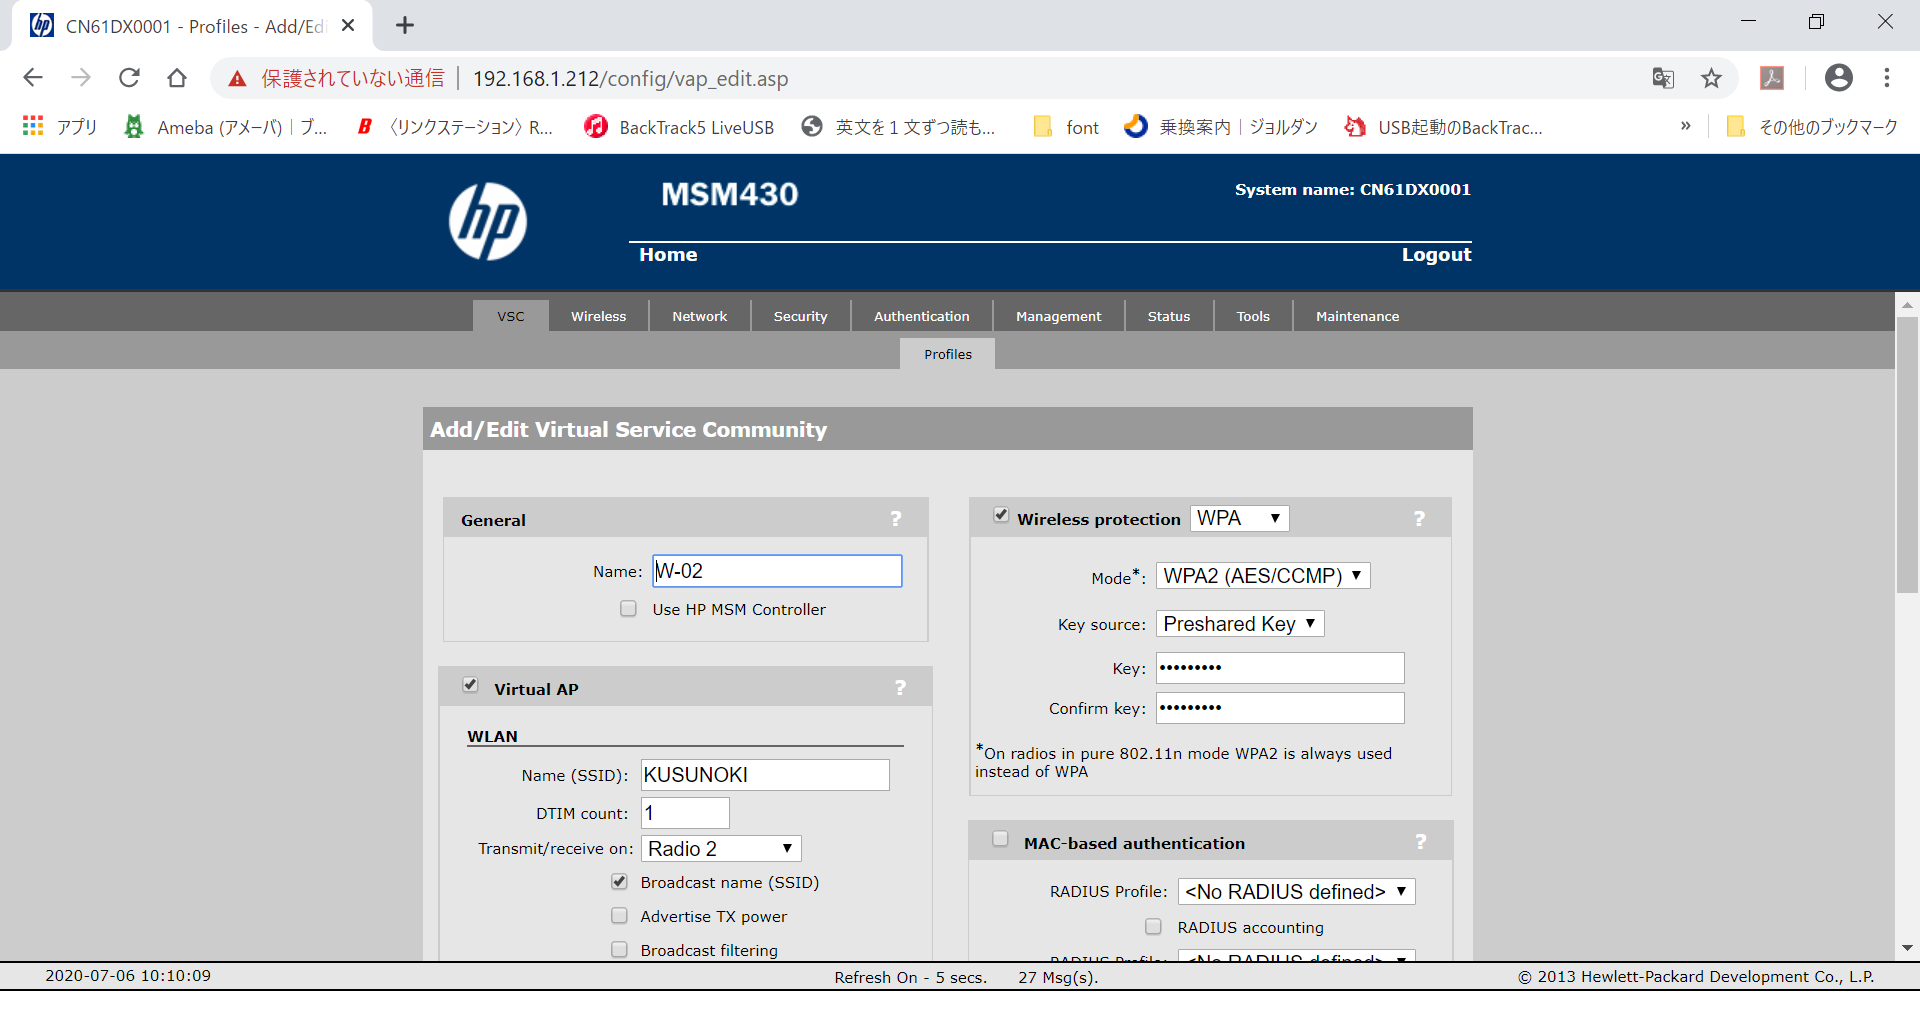 CN61DX0001 - Profiles - Add/Edi
保護されていない通信 192.168.1.212/config/vap_edit.asp
アプリ Ameba (アメーバ) | ブ... 〈リンクステーション〉R... BackTrack5 LiveUSB 英文を１文ずつ読も... font 乗換案内 | ジョルダン USB起動のBackTrac... » その他のブックマーク
hp
MSM430
System name: CN61DX0001
Home Logout
VSC Wireless Network Security Authentication Management Status Tools Maintenance
Profiles
Add/Edit Virtual Service Community
General ?
Name: W-02
Use HP MSM Controller
Virtual AP ?
WLAN
Name (SSID): KUSUNOKI
DTIM count: 1
Transmit/receive on: Radio 2
Broadcast name (SSID)
Advertise TX power
Broadcast filtering
Wireless protection WPA ?
Mode*: WPA2 (AES/CCMP)
Key source: Preshared Key
Key: •••••••••
Confirm key: •••••••••
*On radios in pure 802.11n mode WPA2 is always used
instead of WPA
MAC-based authentication ?
RADIUS Profile: <No RADIUS defined>
RADIUS accounting
RADIUS Profile: <No RADIUS defined>
2020-07-06 10:10:09 Refresh On - 5 secs. 27 Msg(s). © 2013 Hewlett-Packard Development Co., L.P.